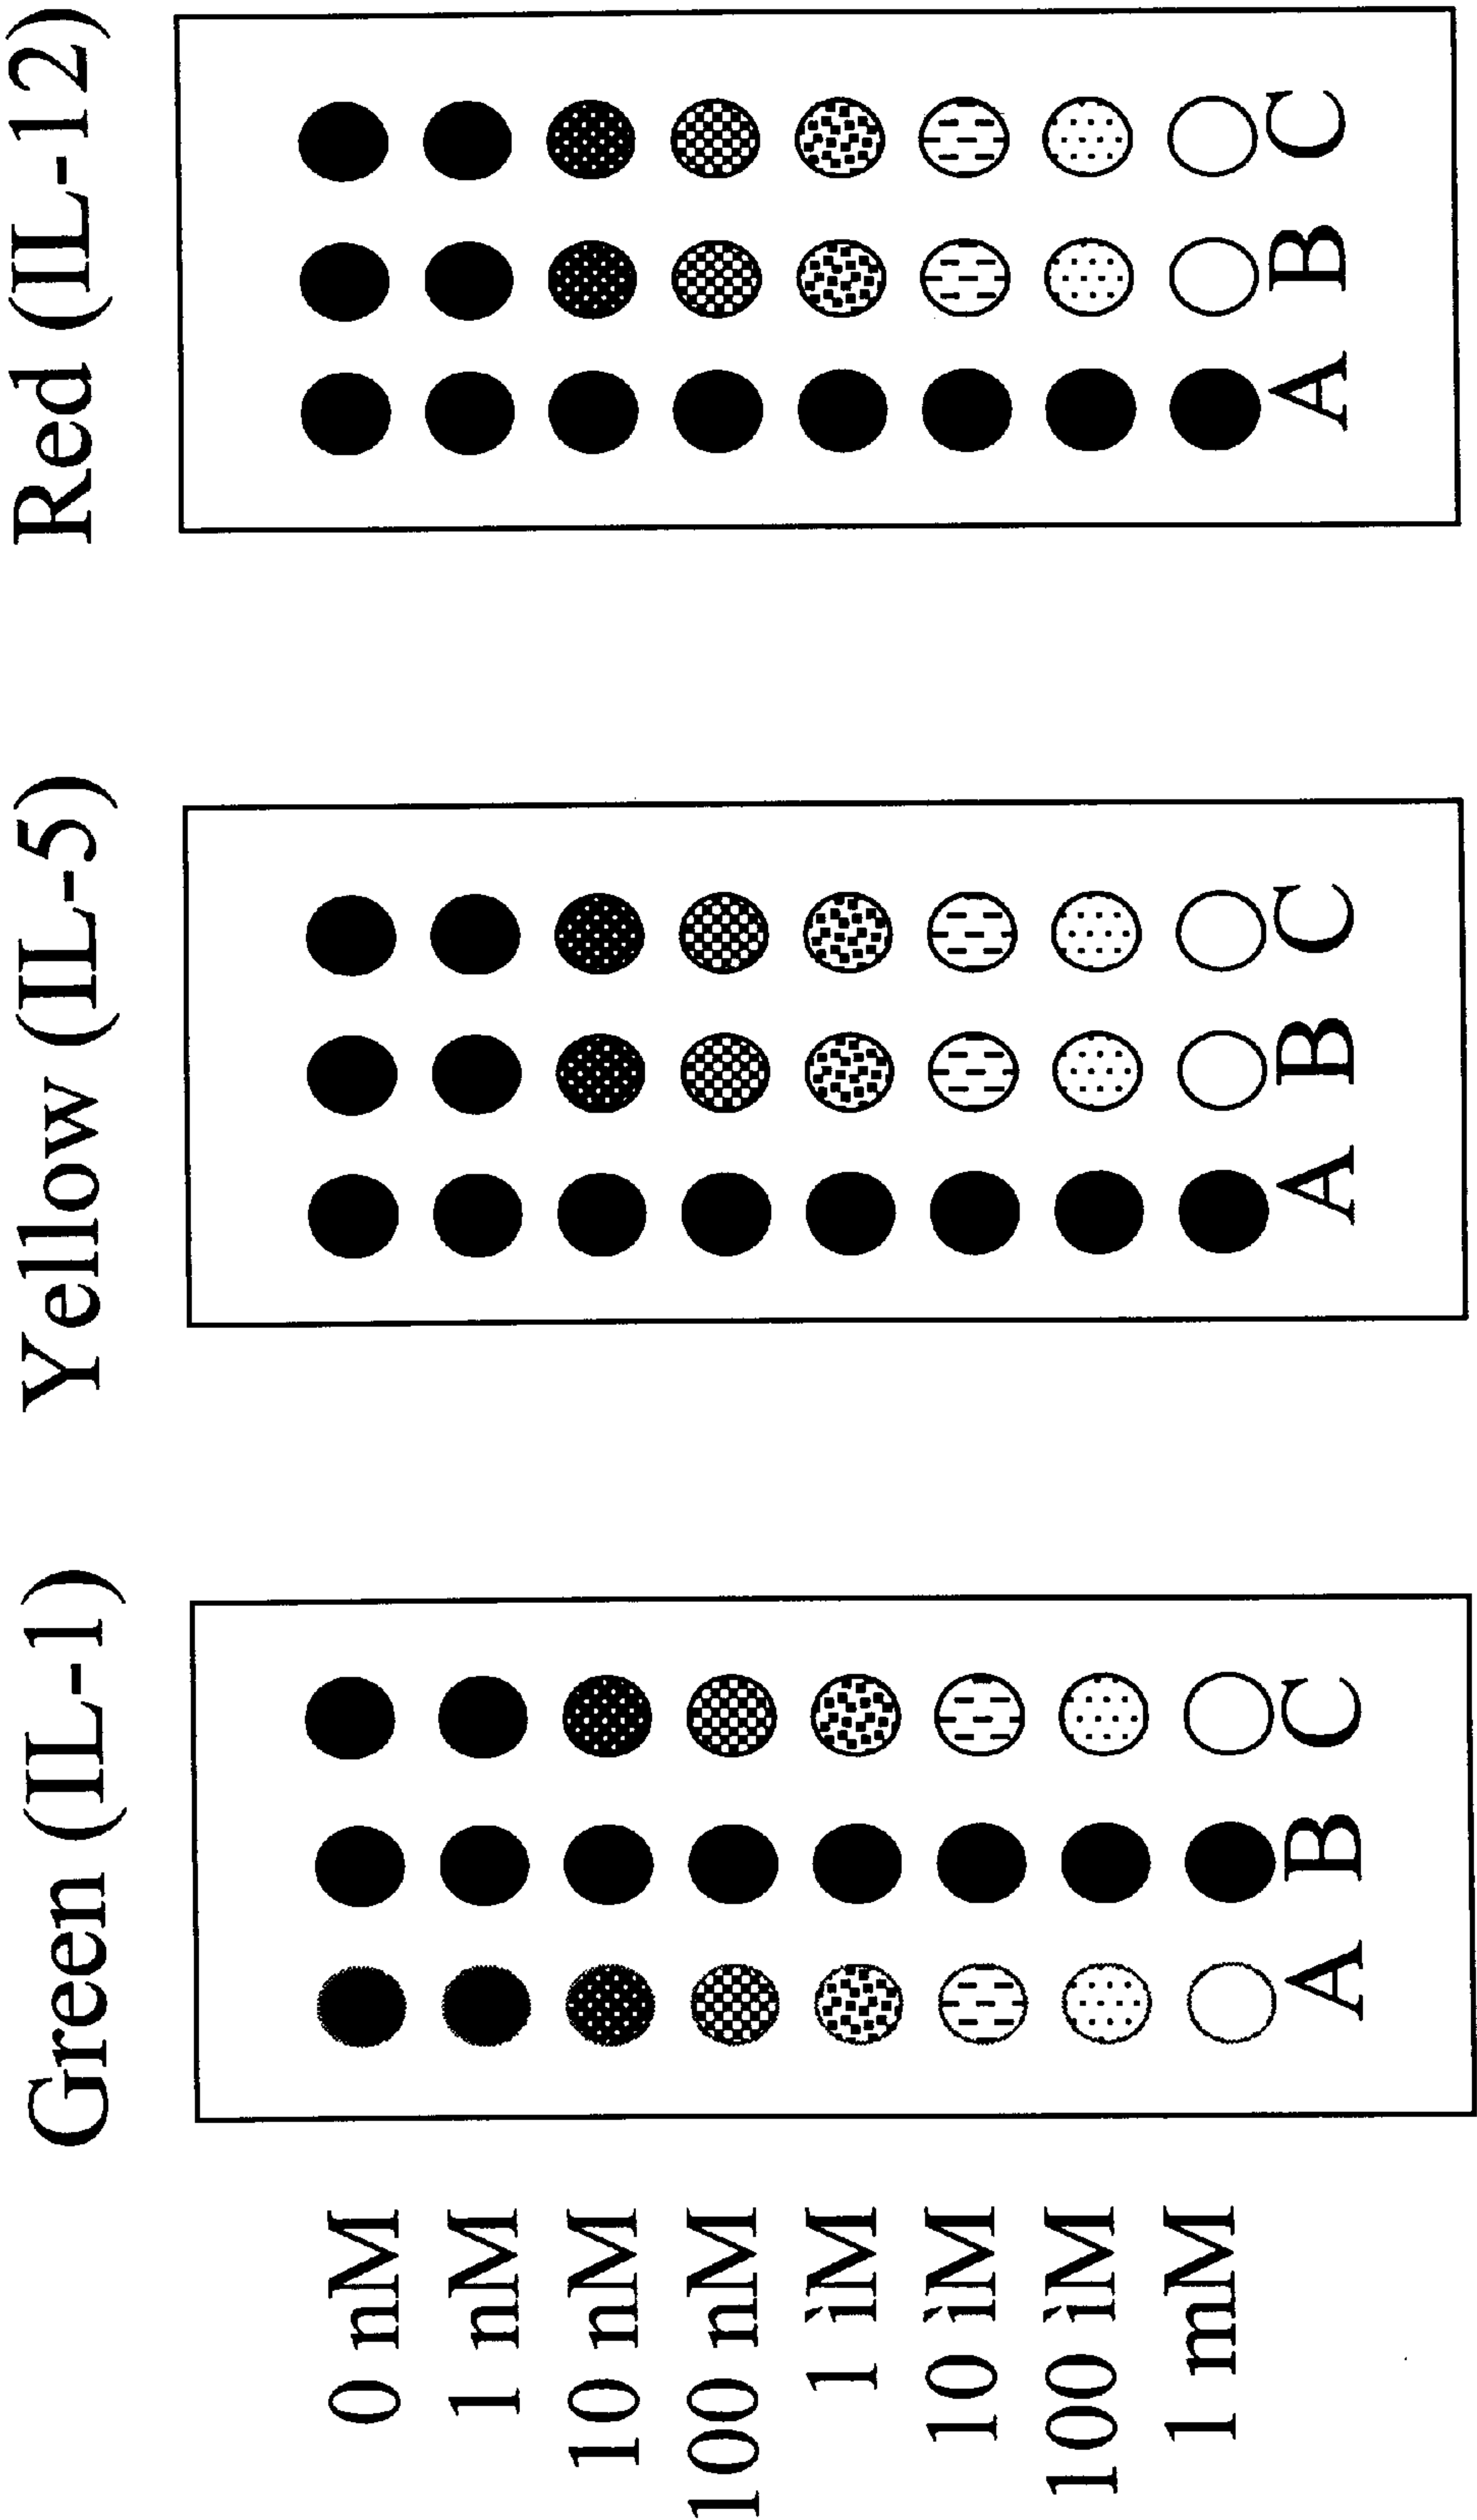 Green (IL-1)
Yellow (IL-5)
Red (IL-12)
0 nM
1 nM
10 nM
100 nM
1 ìM
10 ìM
100 ìM
1 mM
A B C
A B C
A B C